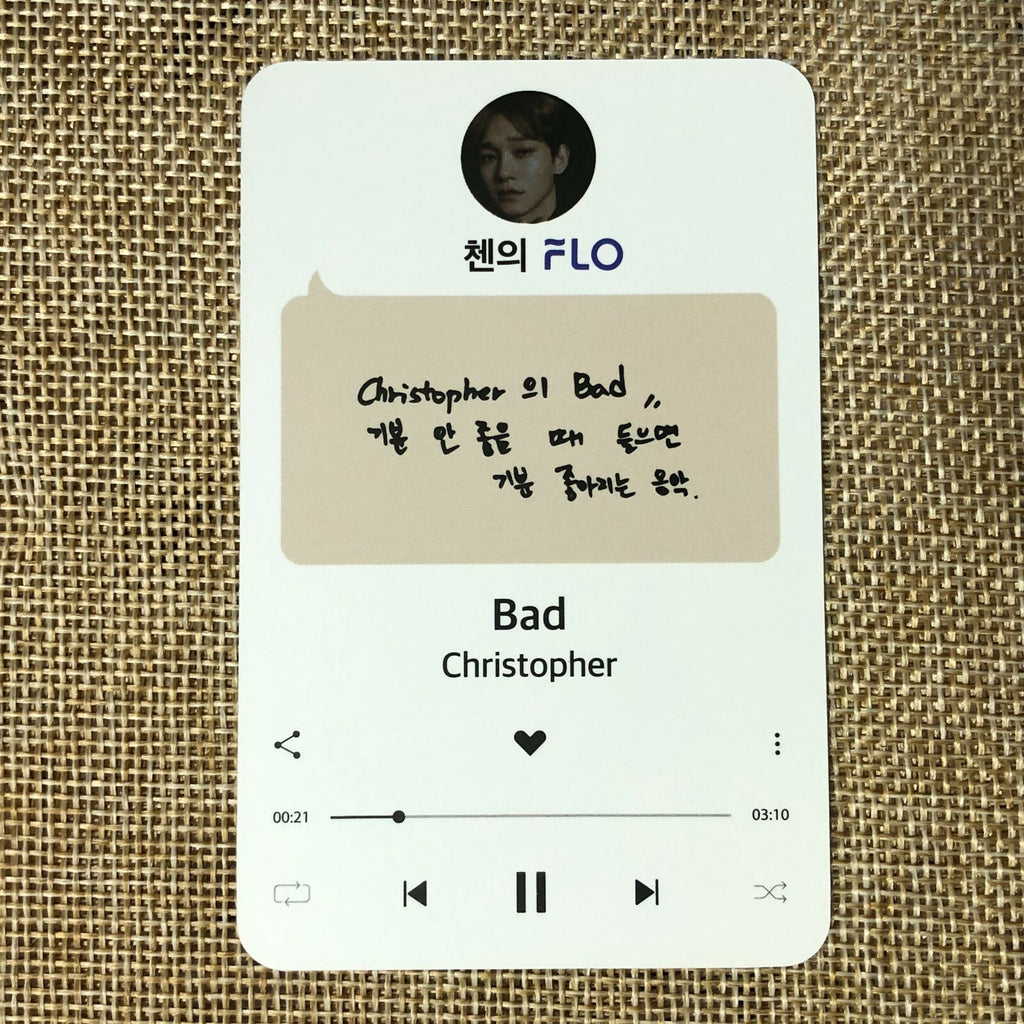 첸의 FLO
Christopher 의 Bad 〃
기분 안 좋을 때 들으면
기분 좋아지는 음악.
Bad
Christopher
00:21 03:10